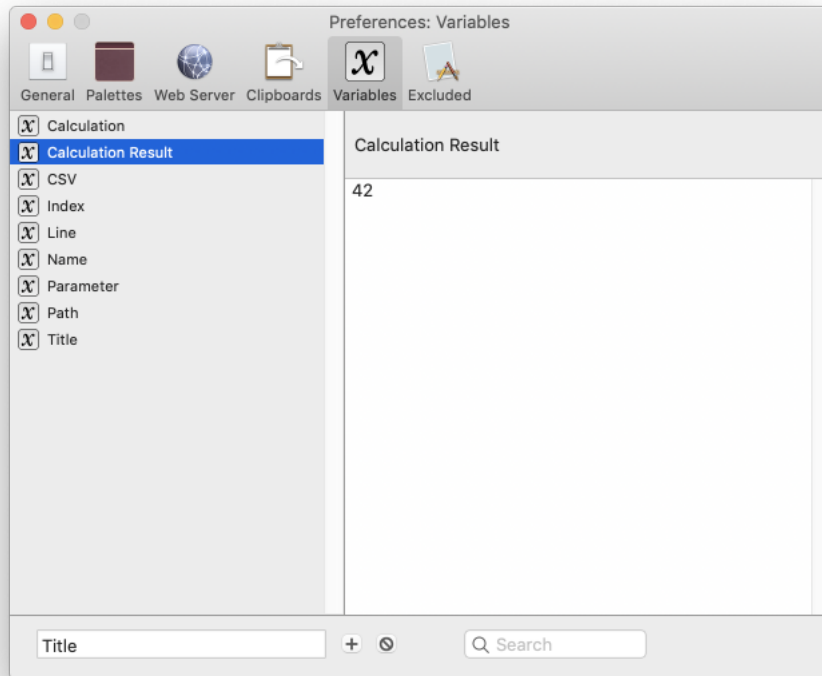 Preferences: Variables
General Palettes Web Server Clipboards Variables Excluded
Calculation
Calculation Result
CSV
Index
Line
Name
Parameter
Path
Title
Calculation Result
42
Title
Search